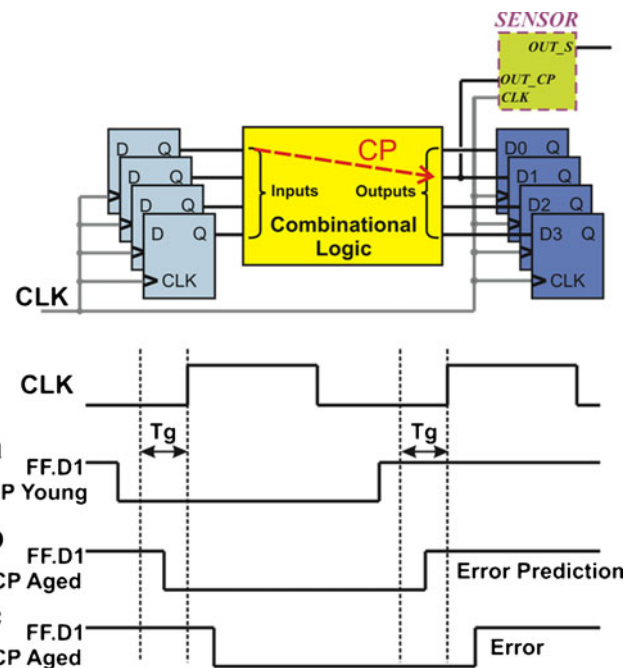 SENSOR
OUT_S
OUT_CP
CLK
D Q
D Q
D Q
D Q
CLK
CP
Inputs Outputs
Combinational
Logic
D0 Q
D1 Q
D2 Q
D3 Q
CLK
CLK
CLK
Tg Tg
FF.D1
P Young
FF.D1
CP Aged
Error Prediction
FF.D1
CP Aged
Error